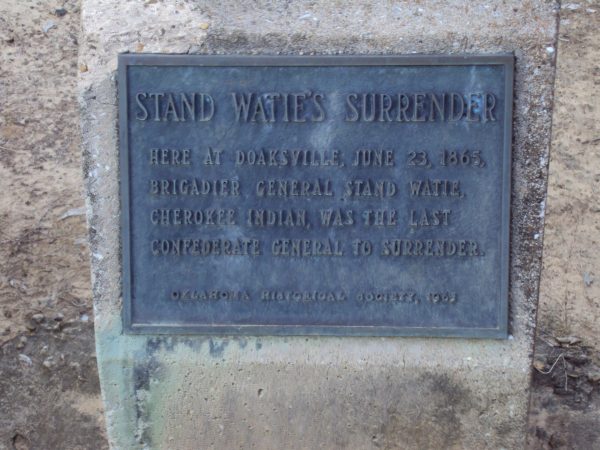 STAND WATIE'S SURRENDER
HERE AT DOAKSVILLE, JUNE 23, 1865,
BRIGADIER GENERAL STAND WATIE,
CHEROKEE INDIAN, WAS THE LAST
CONFEDERATE GENERAL TO SURRENDER.
OKLAHOMA HISTORICAL SOCIETY,